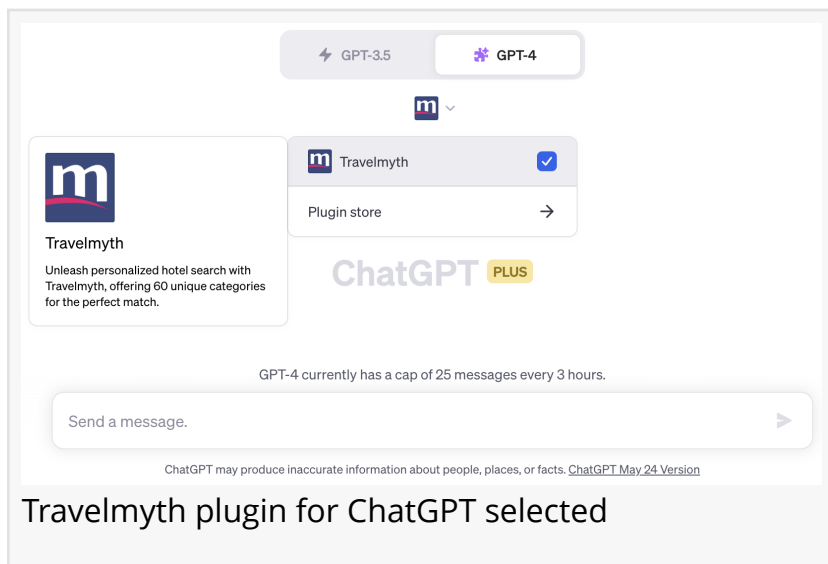 GPT-3.5
GPT-4
m
m
Travelmyth
Plugin store
m
Travelmyth
Unleash personalized hotel search with
Travelmyth, offering 60 unique categories
for the perfect match.
ChatGPT PLUS
GPT-4 currently has a cap of 25 messages every 3 hours.
Send a message.
ChatGPT may produce inaccurate information about people, places, or facts. ChatGPT May 24 Version
Travelmyth plugin for ChatGPT selected